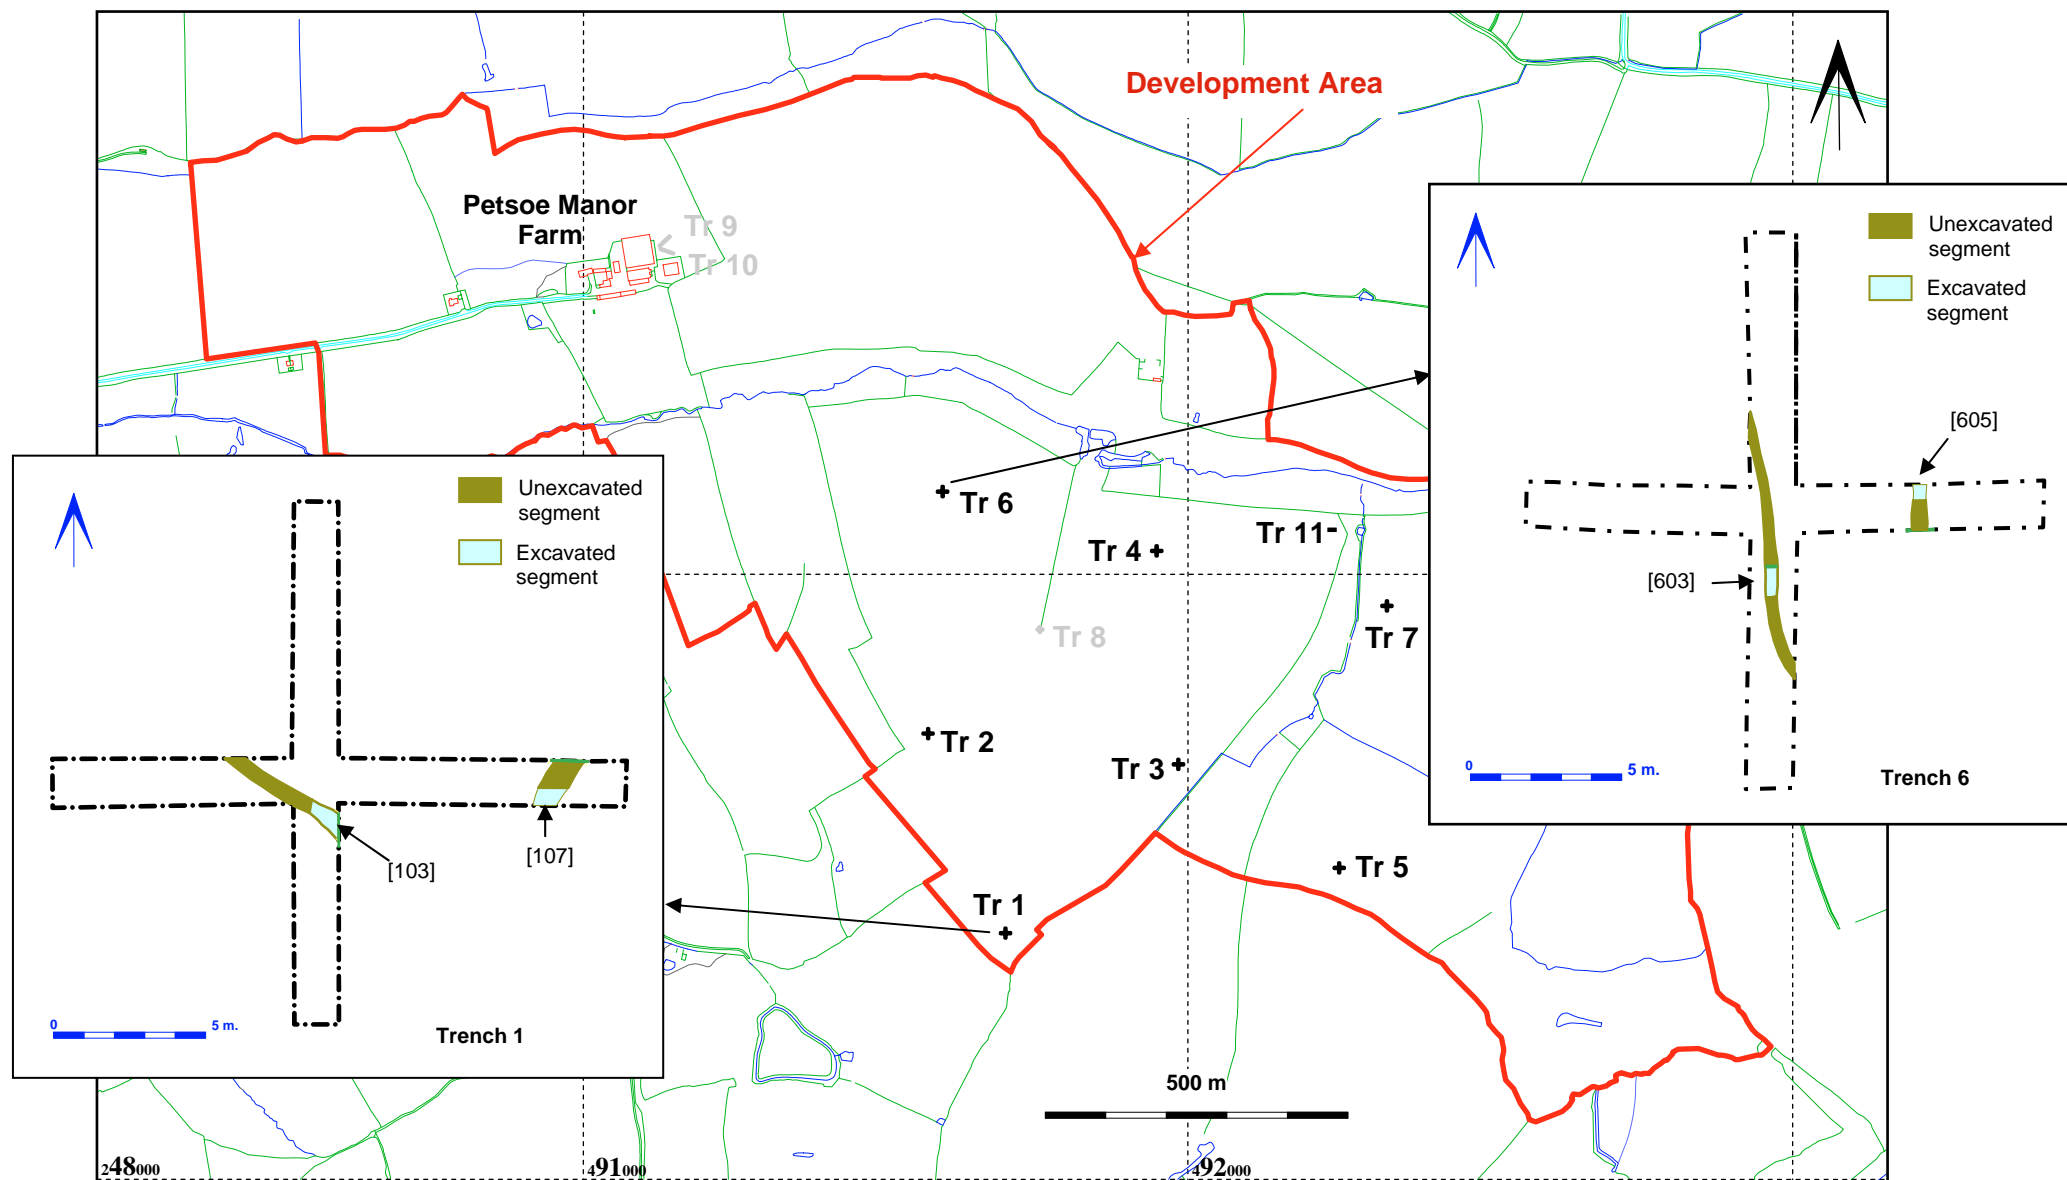 Development Area
Petsoe Manor
Farm
Tr 9
Tr 10
Unexcavated
segment
Excavated
segment
[605]
[603]
0
5 m.
Trench 6
Unexcavated
segment
Excavated
segment
[103]
[107]
0
5 m.
Trench 1
Tr 6
Tr 4
Tr 11
Tr 8
Tr 7
Tr 2
Tr 3
Tr 5
Tr 1
500 m
248000
491000
492000